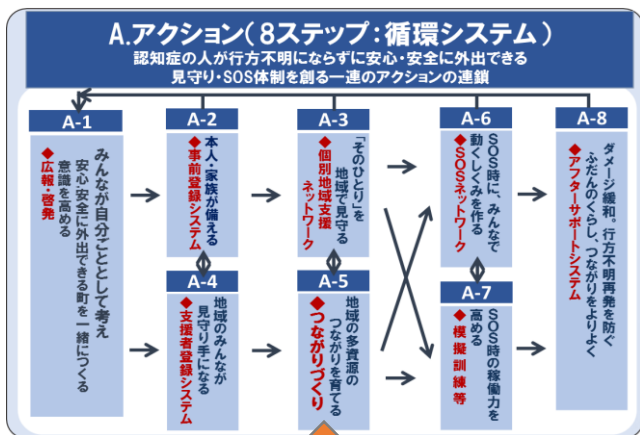 A.アクション(8ステップ:循環システム)
認知症の人が行方不明にならずに安心・安全に外出できる
見守り・SOS体制を創る一連のアクションの連鎖
A-1
みんなが自分ごととして考え
安心・安全に外出できる町を一緒につくる
意識を高める
◆広報・啓発
A-2
本人・家族が備える
◆事前登録システム
A-3
「そのひとり」を
地域で見守る
◆個別地域支援
ネットワーク
A-4
地域のみんなが
見守り手になる
◆支援者登録システム
A-5
地域の多資源の
つながりを育てる
◆つながりづくり
A-6
SOS時に、みんなで
動くしくみを作る
◆SOSネットワーク
A-7
SOS時の稼働力を
高める
◆模擬訓練等
A-8
ダメージ緩和。行方不明再発を防ぐ
ふだんのくらし、つながりをよりよく
◆アフターサポートシステム